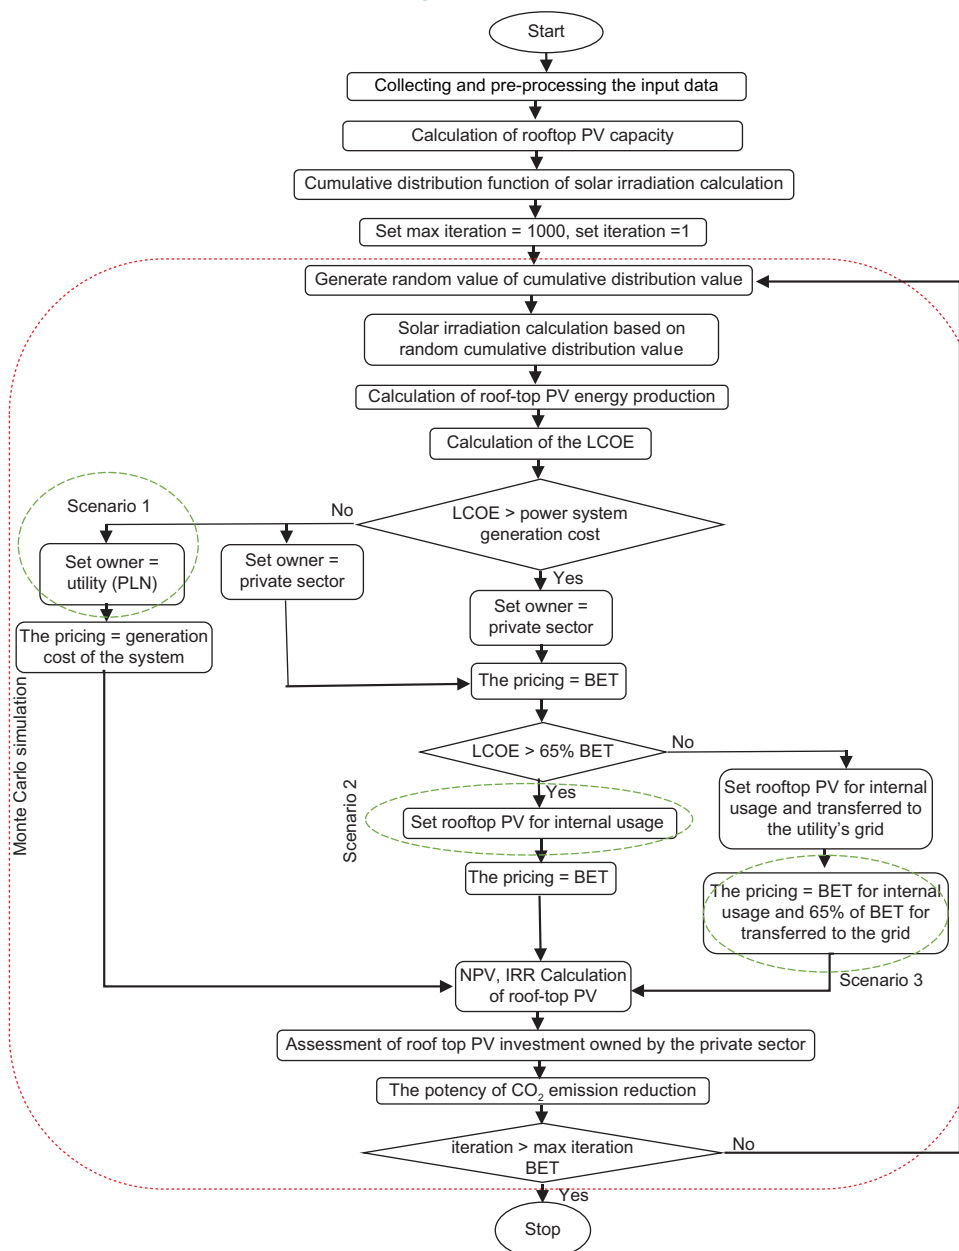 Start
Collecting and pre-processing the input data
Calculation of rooftop PV capacity
Cumulative distribution function of solar irradiation calculation
Set max iteration = 1000, set iteration =1
Generate random value of cumulative distribution value
Solar irradiation calculation based on
random cumulative distribution value
Calculation of roof-top PV energy production
Calculation of the LCOE
LCOE > power system
generation cost
No
Yes
Scenario 1
Set owner =
utility (PLN)
Set owner =
private sector
Set owner =
private sector
The pricing = generation
cost of the system
The pricing = BET
LCOE > 65% BET
No
Yes
Monte Carlo simulation
Scenario 2
Set rooftop PV for internal usage
The pricing = BET
Set rooftop PV for internal
usage and transferred to
the utility's grid
The pricing = BET for internal
usage and 65% of BET for
transferred to the grid
Scenario 3
NPV, IRR Calculation
of roof-top PV
Assessment of roof top PV investment owned by the private sector
The potency of CO₂ emission reduction
iteration > max iteration
BET
No
Yes
Stop